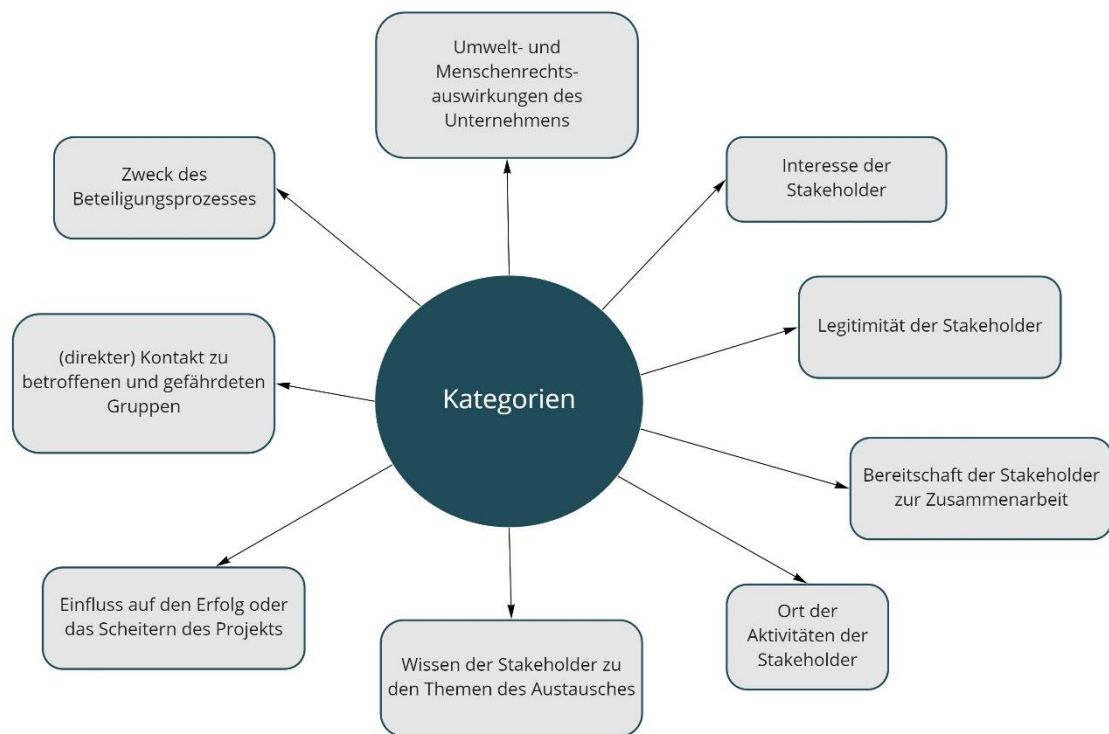 Umwelt- und
Menschenrechts-
auswirkungen des
Unternehmens
Zweck des
Beteiligungsprozesses
Interesse der
Stakeholder
Legitimität der Stakeholder
(direkter) Kontakt zu
betroffenen und gefährdeten
Gruppen
Kategorien
Bereitschaft der Stakeholder
zur Zusammenarbeit
Einfluss auf den Erfolg oder
das Scheitern des Projekts
Ort der
Aktivitäten der
Stakeholder
Wissen der Stakeholder zu
den Themen des Austausches